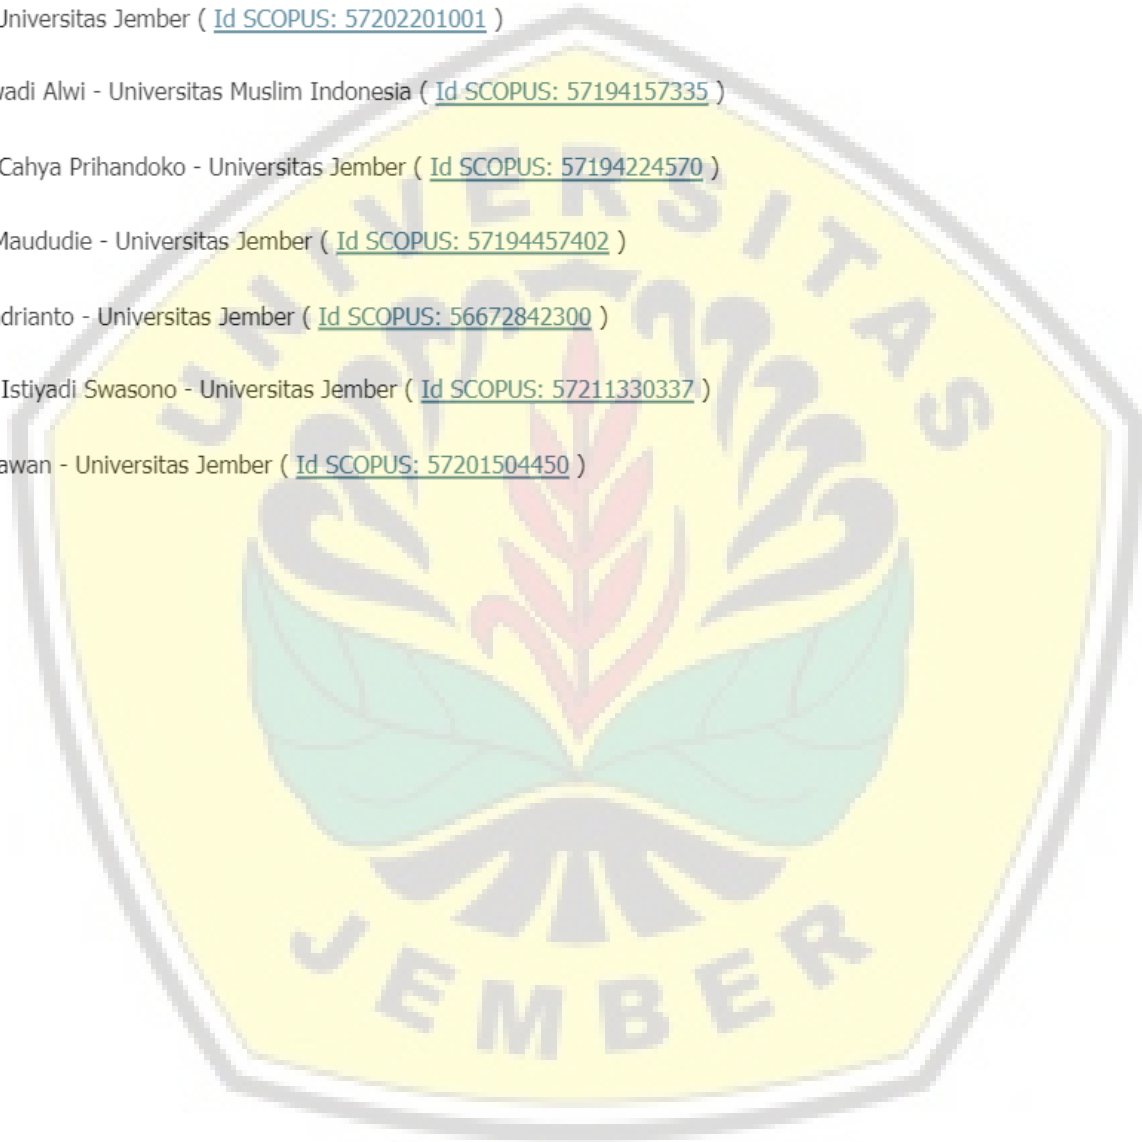 Universitas Jember ( Id SCOPUS: 57202201001 )
wadi Alwi - Universitas Muslim Indonesia ( Id SCOPUS: 57194157335 )
Cahya Prihandoko - Universitas Jember ( Id SCOPUS: 57194224570 )
Maududie - Universitas Jember ( Id SCOPUS: 57194457402 )
drianto - Universitas Jember ( Id SCOPUS: 56672842300 )
Istiyadi Swasono - Universitas Jember ( Id SCOPUS: 57211330337 )
awan - Universitas Jember ( Id SCOPUS: 57201504450 )
UNIVERSITAS
JEMBER